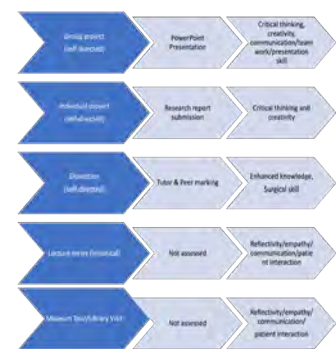 Group project
(self directed)
PowerPoint
Presentation
Critical thinking,
creativity,
communication/team
work/presentation
skill
Individual project
(self-directed)
Research report
submission
Critical thinking and
creativity
Dissection
(self-directed)
Tutor & Peer marking
Enhanced knowledge,
Surgical skill
Lecture series (historical)
Not assessed
Reflectivity/empathy
/communication/patie
nt interaction
Museum Tour/Library Visit
Not assessed
Reflectivity/empathy/
communication/
patient interaction